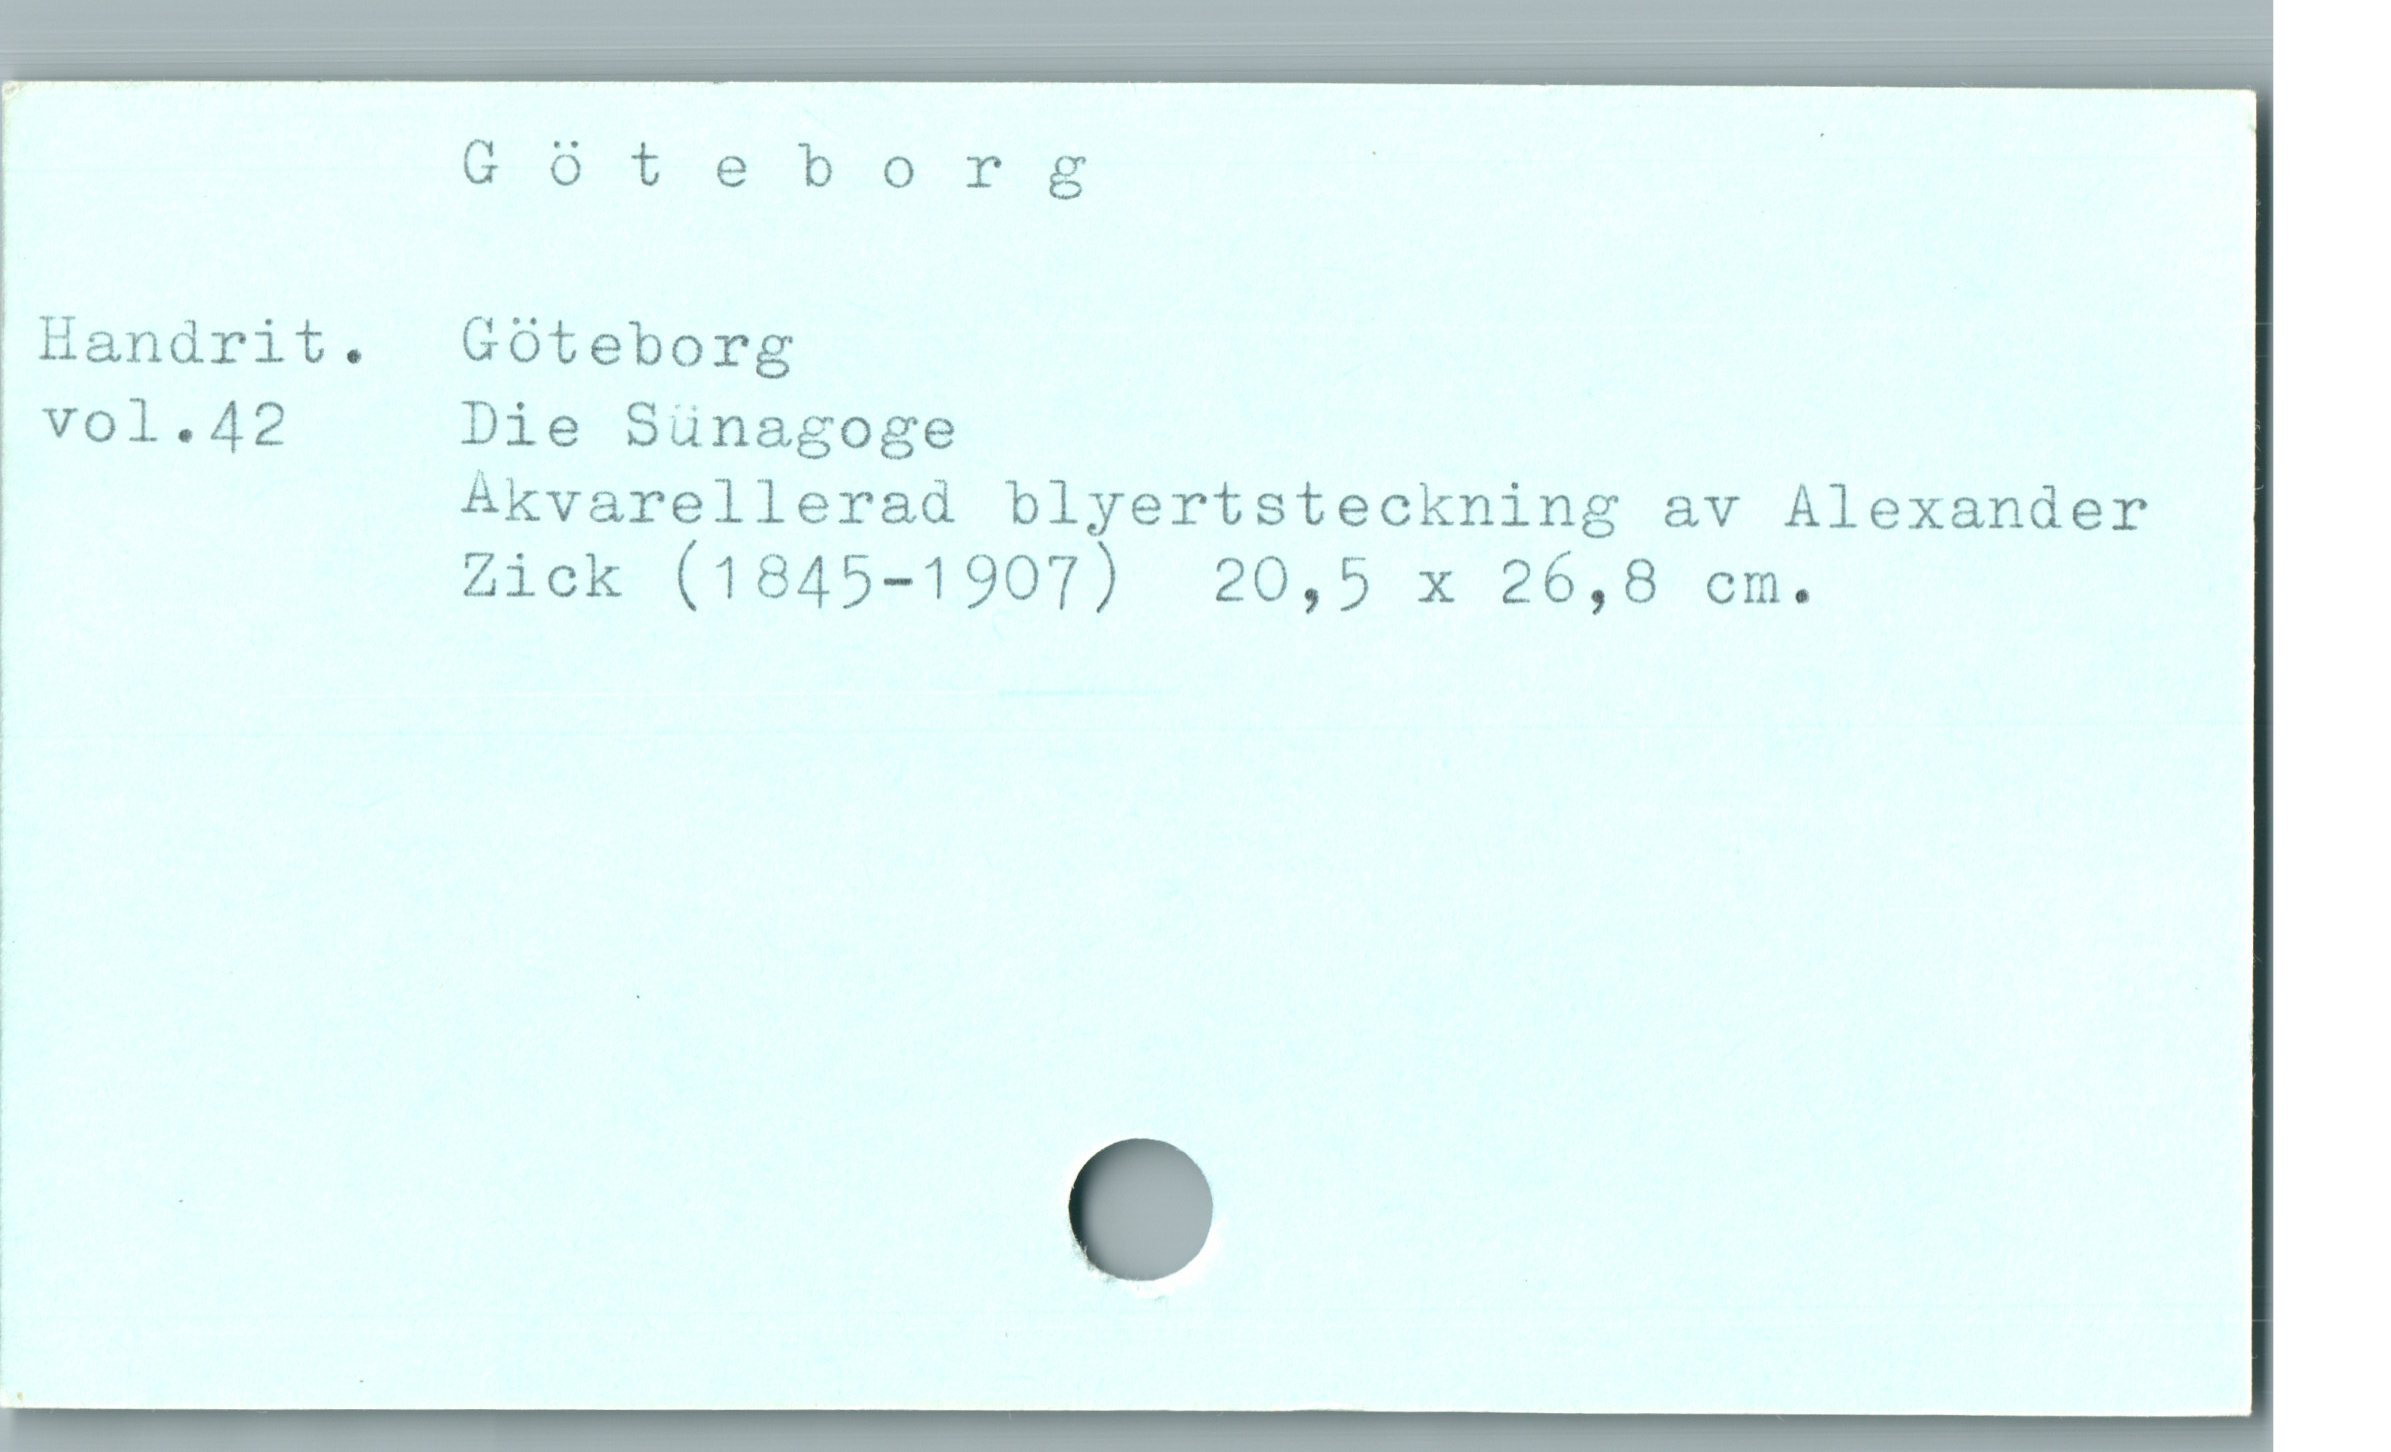 G ö t e b o r g
Handrit. Göteborg
vol.42 Die Sünagoge
Akvarellerad blyertsteckning av Alexander
Zick (1845-1907) 20,5 x 26,8 cm.